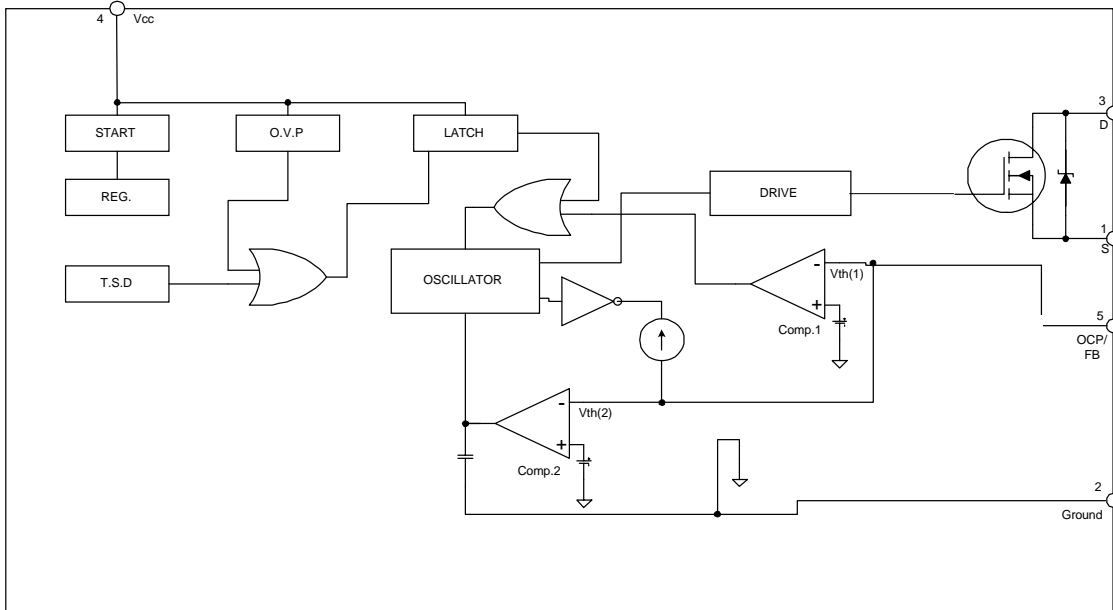 4 Vcc
3
D
START
O.V.P
LATCH
REG.
DRIVE
1
S
T.S.D
OSCILLATOR
-
Vth(1)
+
Comp.1
5
OCP/
FB
-
Vth(2)
+
Comp.2
2
Ground